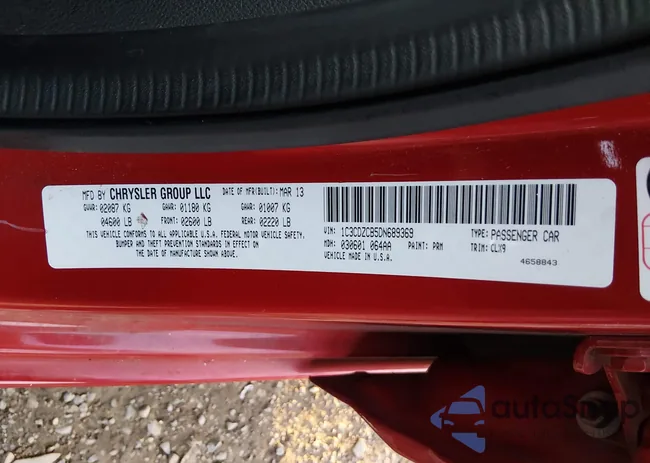 MFD BY CHRYSLER GROUP LLC DATE OF MFR(BUILT): MAR 13
GVWR: 02087 KG GAWR: 01180 KG GAWR: 01007 KG
04600 LB FRONT: 02600 LB REAR: 02220 LB
THIS VEHICLE CONFORMS TO ALL APPLICABLE U.S.A. FEDERAL MOTOR VEHICLE SAFETY,
BUMPER AND THEFT PREVENTION STANDARDS IN EFFECT ON
THE DATE OF MANUFACTURE SHOWN ABOVE.
VIN: 1C3CDZCB5DN689369 TYPE: PASSENGER CAR
MDH: 030601 064AA PAINT: PRM TRIM: CLX9
VEHICLE MADE IN U.S.A. 4658843
autoSnap